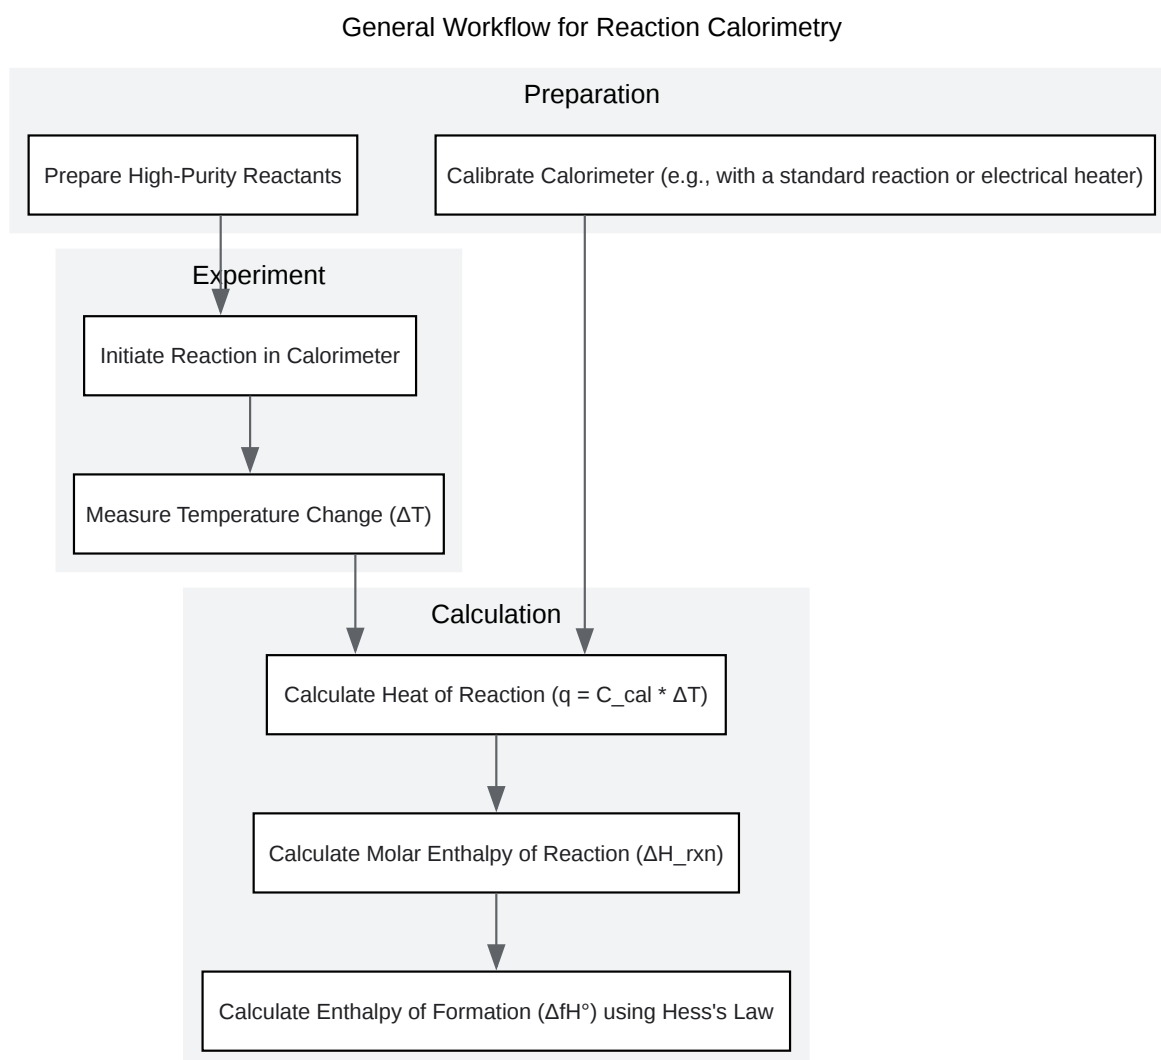 General Workflow for Reaction Calorimetry
Preparation
Prepare High-Purity Reactants
Calibrate Calorimeter (e.g., with a standard reaction or electrical heater)
Experiment
Initiate Reaction in Calorimeter
Measure Temperature Change (ΔT)
Calculation
Calculate Heat of Reaction (q = C_cal * ΔT)
Calculate Molar Enthalpy of Reaction (ΔH_rxn)
Calculate Enthalpy of Formation (ΔfH°) using Hess's Law